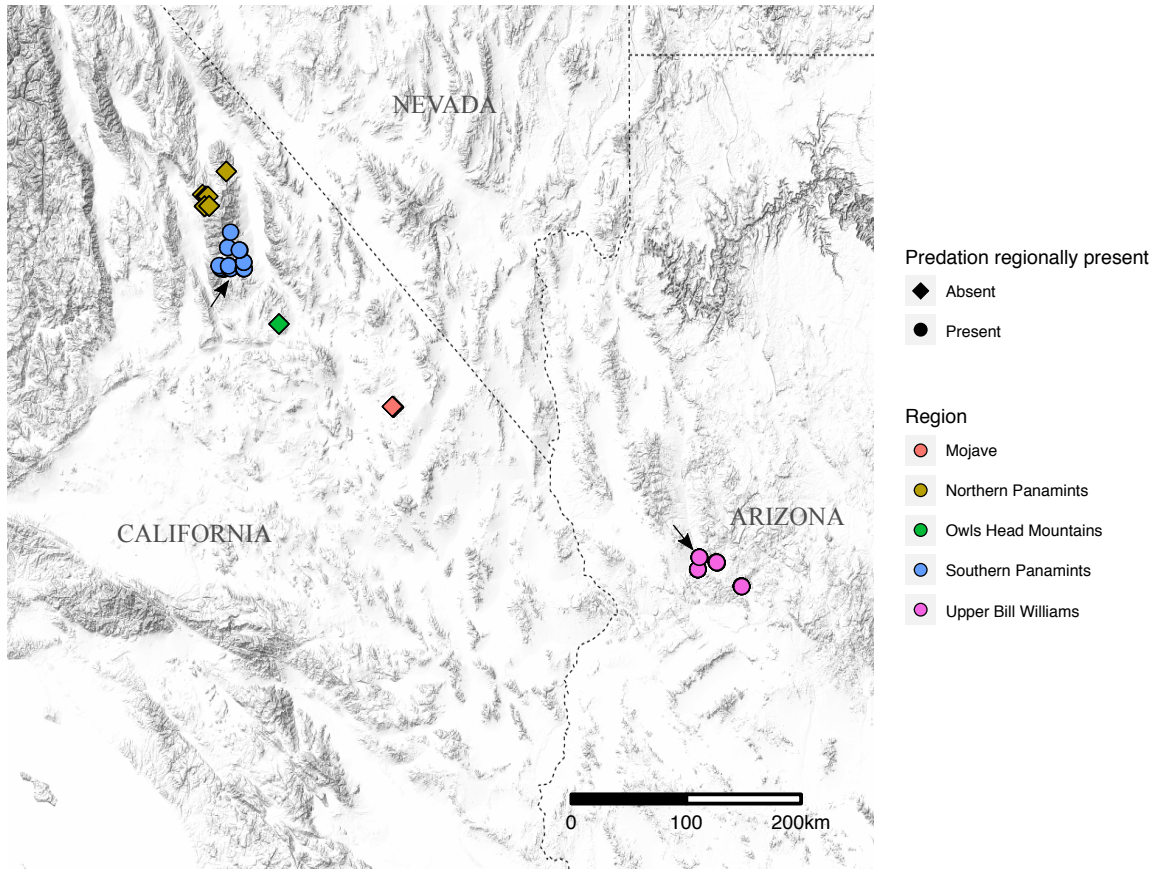 NEVADA
CALIFORNIA
ARIZONA
0 100 200km
Predation regionally present
Absent
Present
Region
Mojave
Northern Panamints
Owls Head Mountains
Southern Panamints
Upper Bill Williams